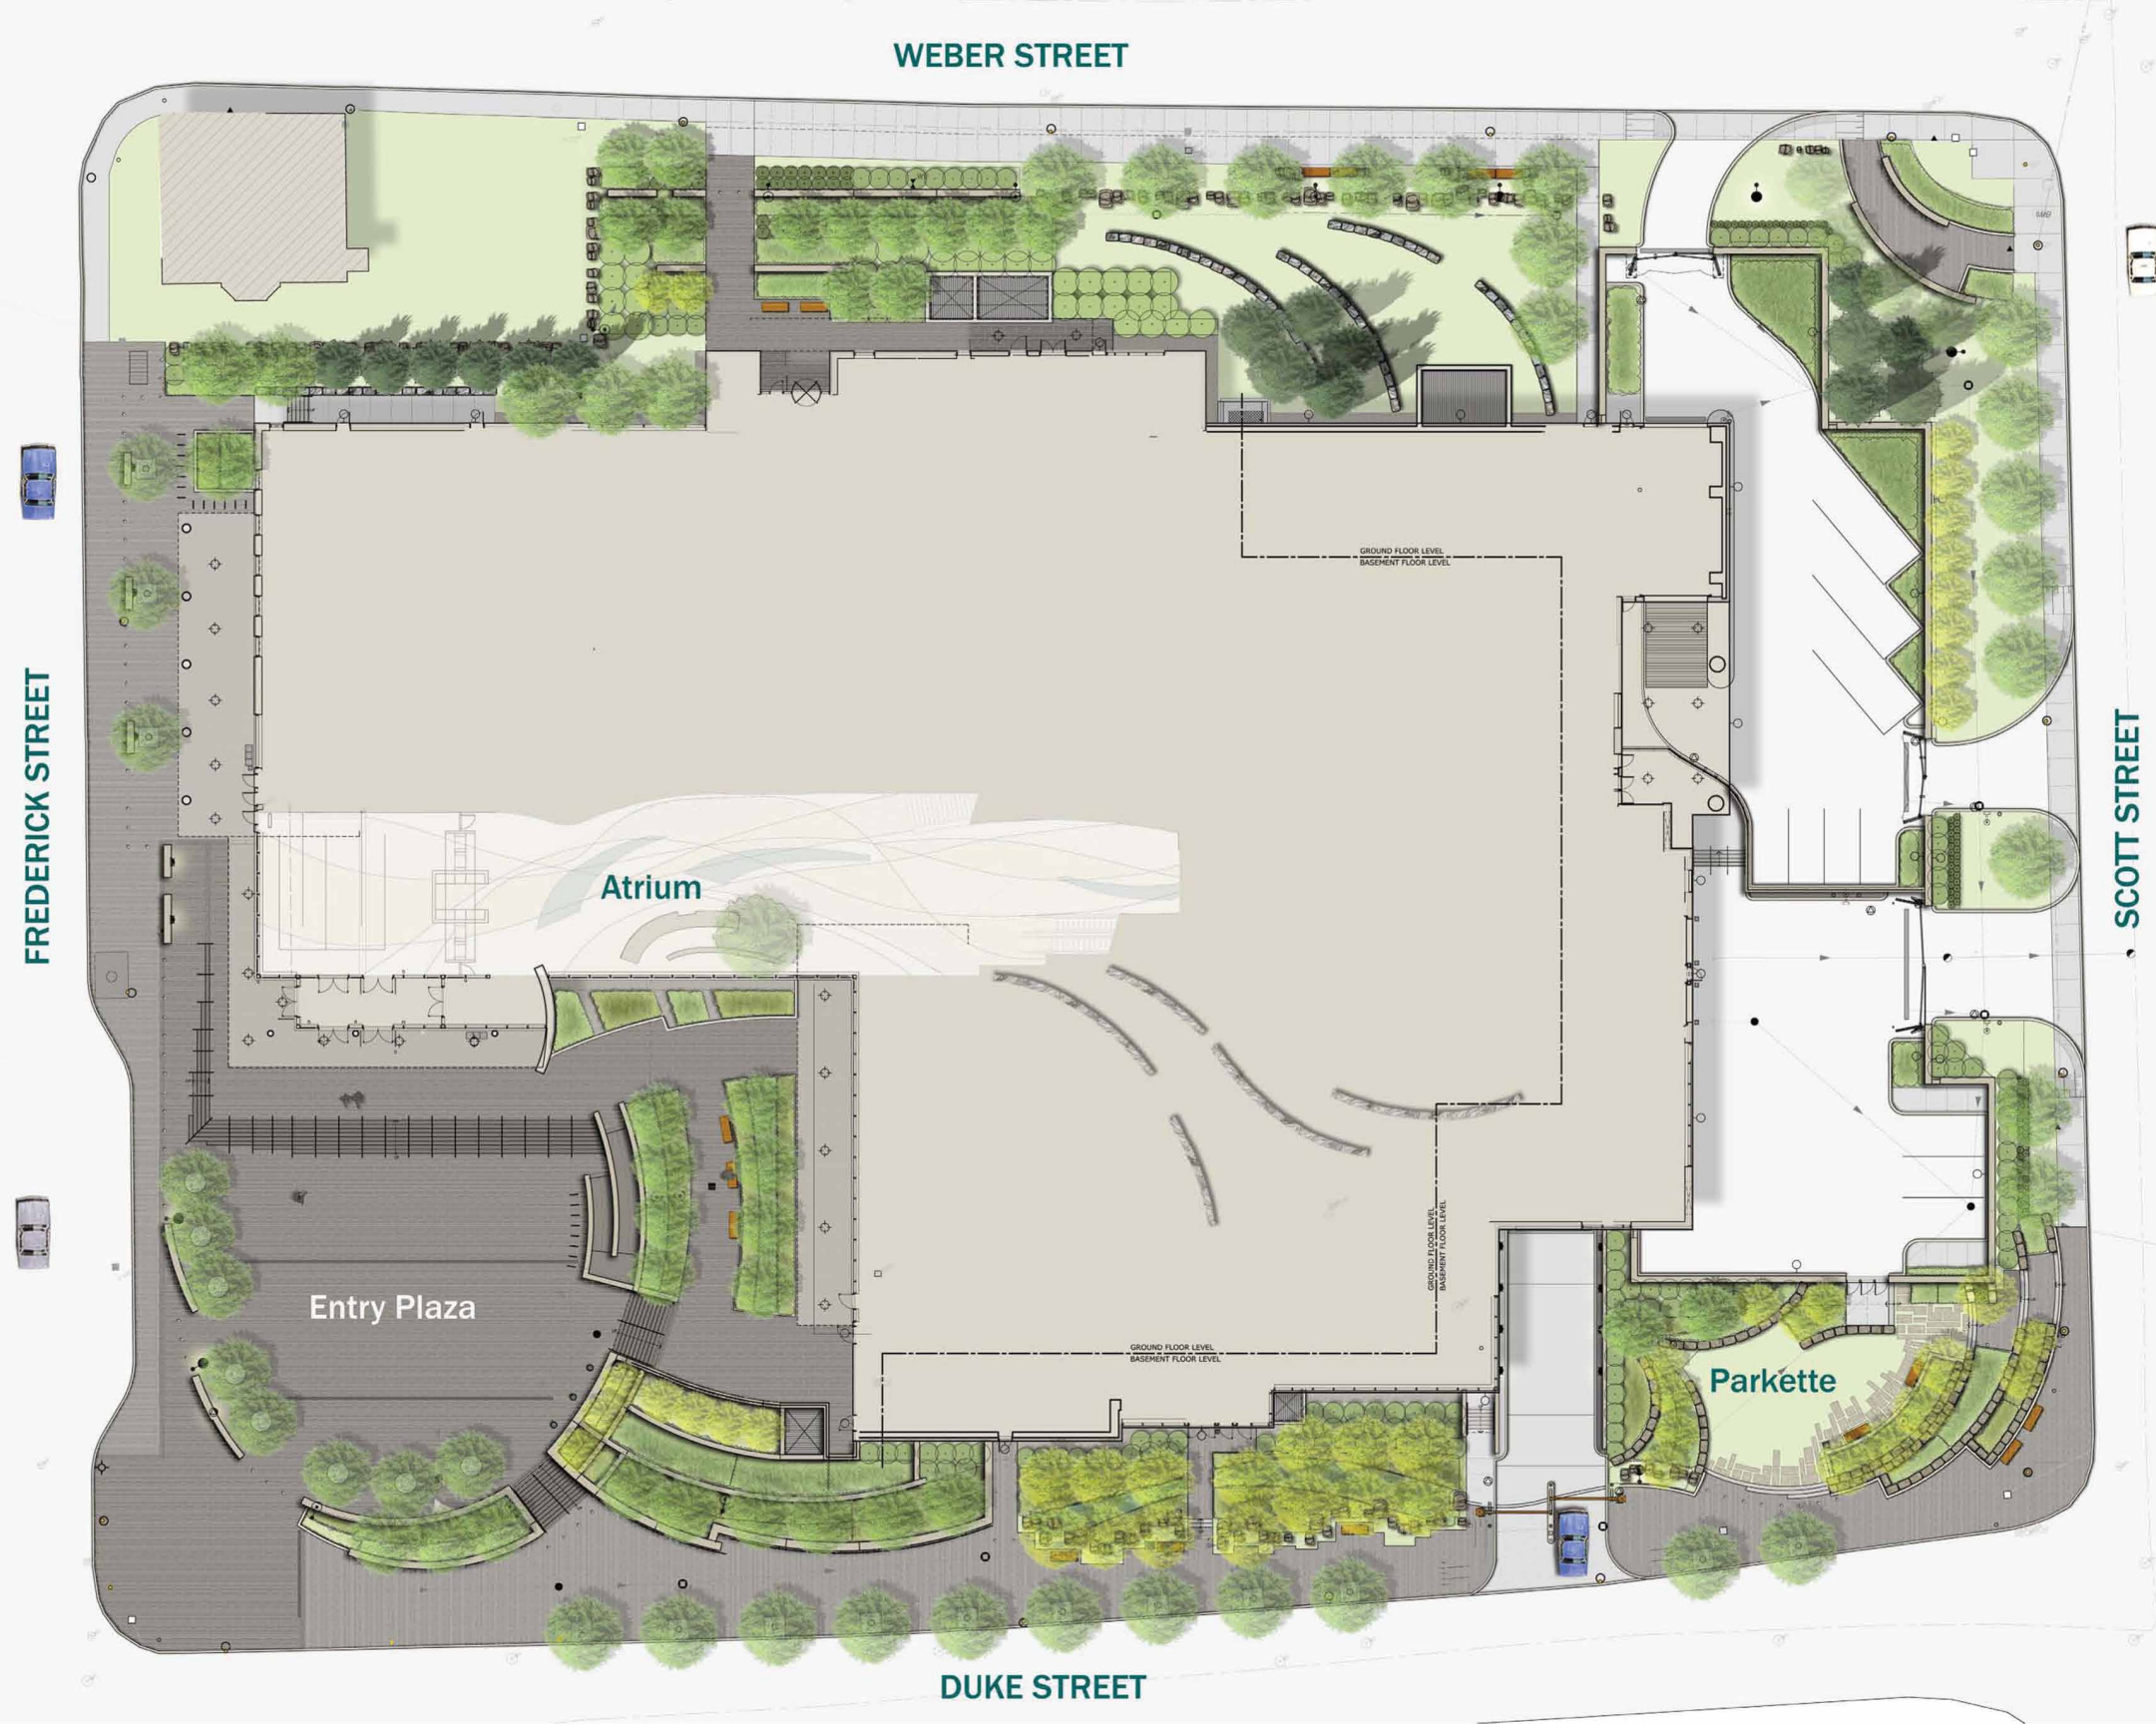 WEBER STREET
GROUND FLOOR LEVEL
BASEMENT FLOOR LEVEL
FREDERICK STREET
SCOTT STREET
Atrium
GROUND FLOOR LEVEL
BASEMENT FLOOR LEVEL
Entry Plaza
GROUND FLOOR LEVEL
BASEMENT FLOOR LEVEL
Parkette
DUKE STREET